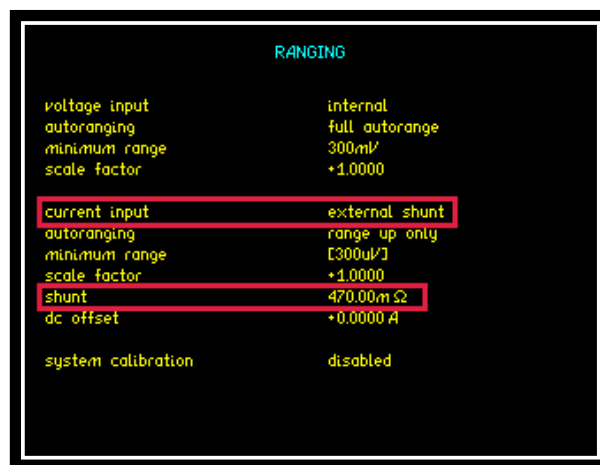 RANGING
voltage input internal
autoranging full autorange
minimum range 300mV
scale factor +1.0000
current input external shunt
autoranging range up only
minimum range [300uV]
scale factor +1.0000
shunt 470.00m Ω
dc offset +0.0000 A
system calibration disabled